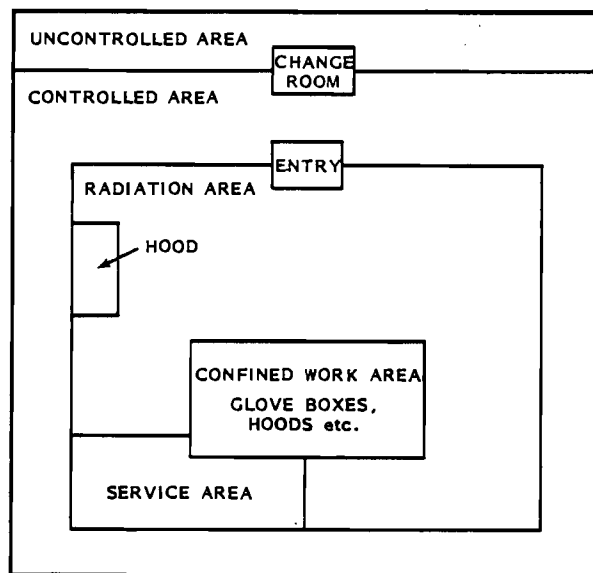 UNCONTROLLED AREA
CHANGE
ROOM
CONTROLLED AREA
ENTRY
RADIATION AREA
HOOD
CONFINED WORK AREA
GLOVE BOXES,
HOODS etc.
SERVICE AREA